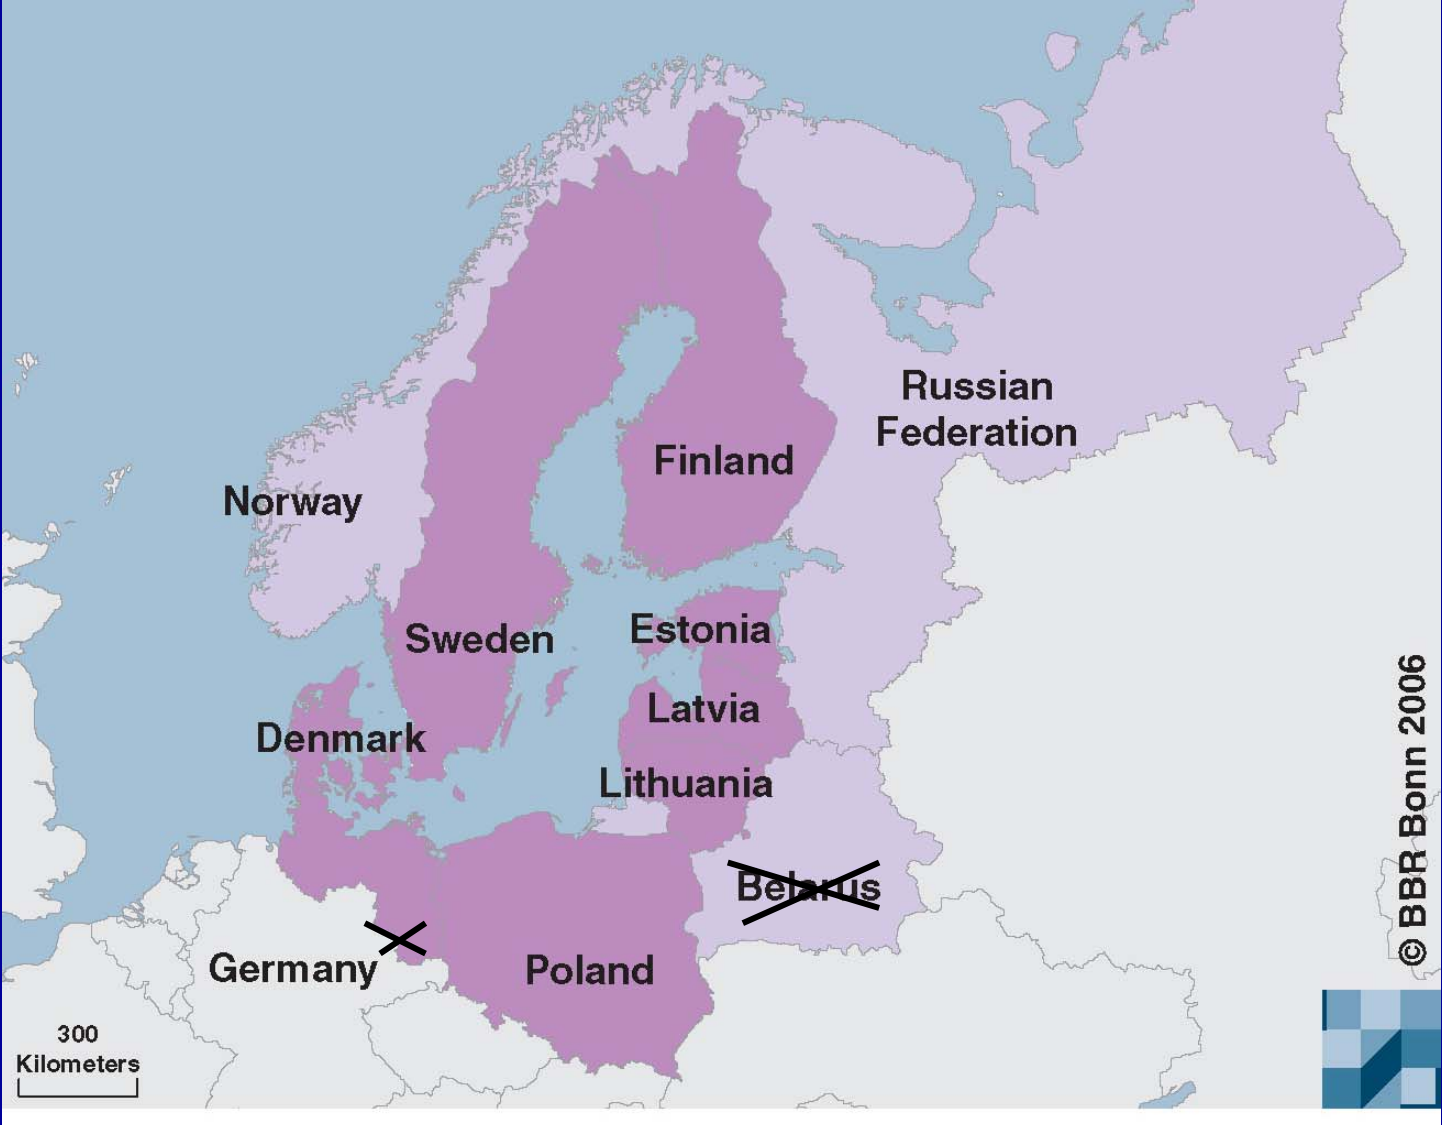 Russian
Federation
Finland
Norway
Estonia
Sweden
Latvia
Denmark
Lithuania
Belarus
Germany
Poland
300
Kilometers
© BBR Bonn 2006